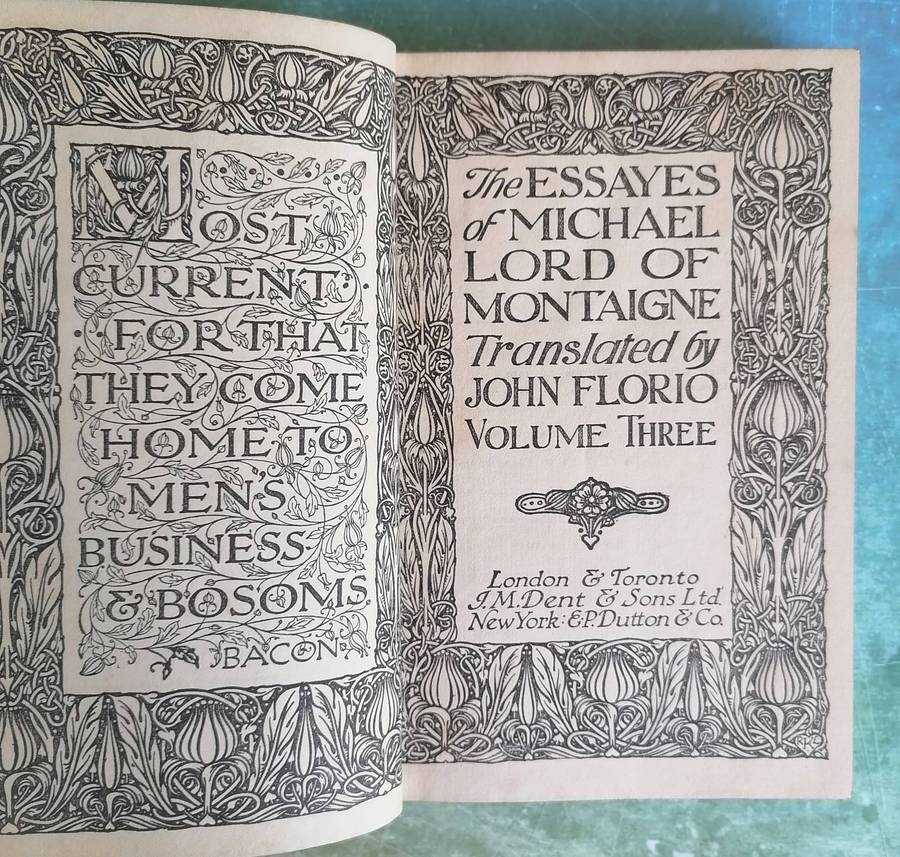 MOST
CURRENT
FOR THAT
THEY COME
HOME TO
MEN'S
BUSINESS
& BOSOMS
BACON
The ESSAYES
of MICHAEL
LORD OF
MONTAIGNE
Translated by
JOHN FLORIO
VOLUME THREE
London & Toronto
J.M. Dent & Sons Ltd.
New York: E.P. Dutton & Co.